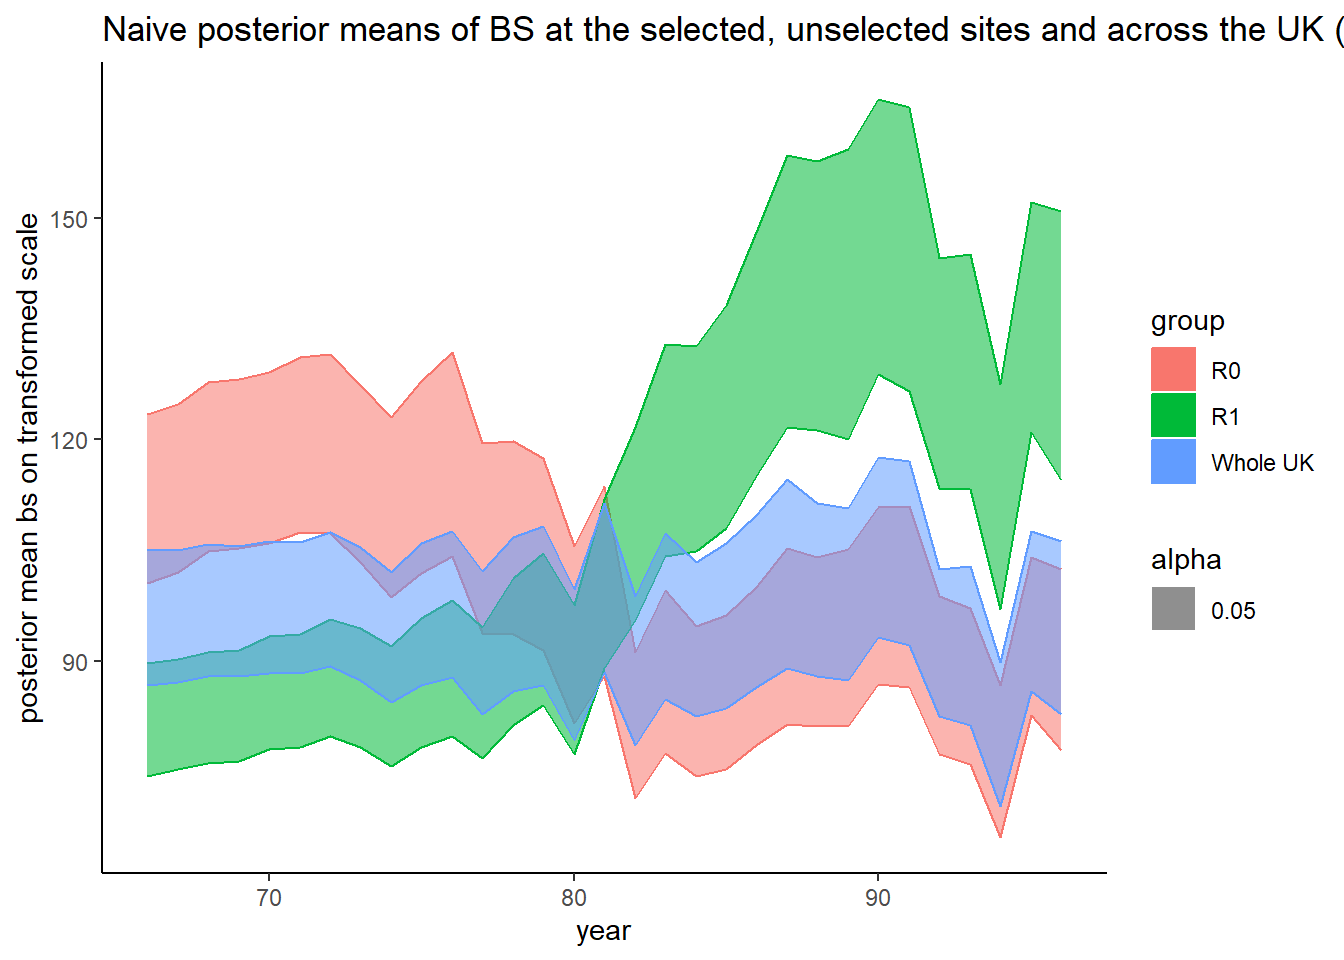 Naive posterior means of BS at the selected, unselected sites and across the UK (
posterior mean bs on transformed scale
150
120
90
70
80
90
year
group
R0
R1
Whole UK
alpha
0.05